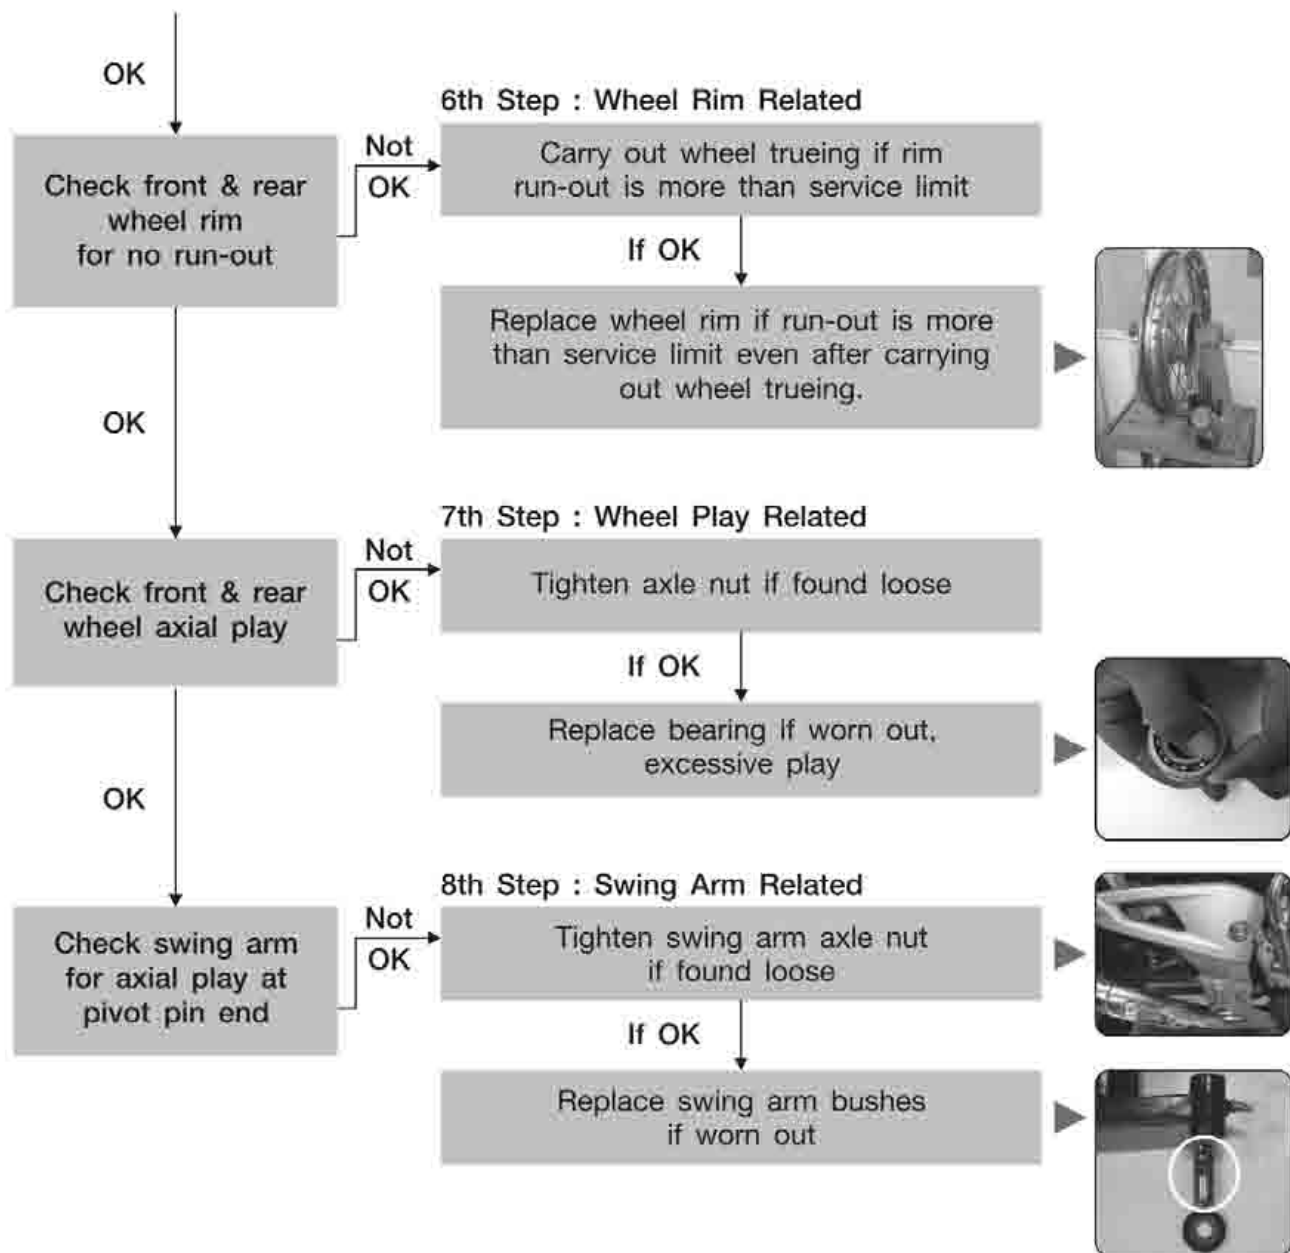 OK
6th Step : Wheel Rim Related
Check front & rear
wheel rim
for no run-out
Not
OK
Carry out wheel trueing if rim
run-out is more than service limit
If OK
Replace wheel rim if run-out is more
than service limit even after carrying
out wheel trueing.
OK
7th Step : Wheel Play Related
Check front & rear
wheel axial play
Not
OK
Tighten axle nut if found loose
If OK
Replace bearing if worn out,
excessive play
OK
8th Step : Swing Arm Related
Check swing arm
for axial play at
pivot pin end
Not
OK
Tighten swing arm axle nut
if found loose
If OK
Replace swing arm bushes
if worn out